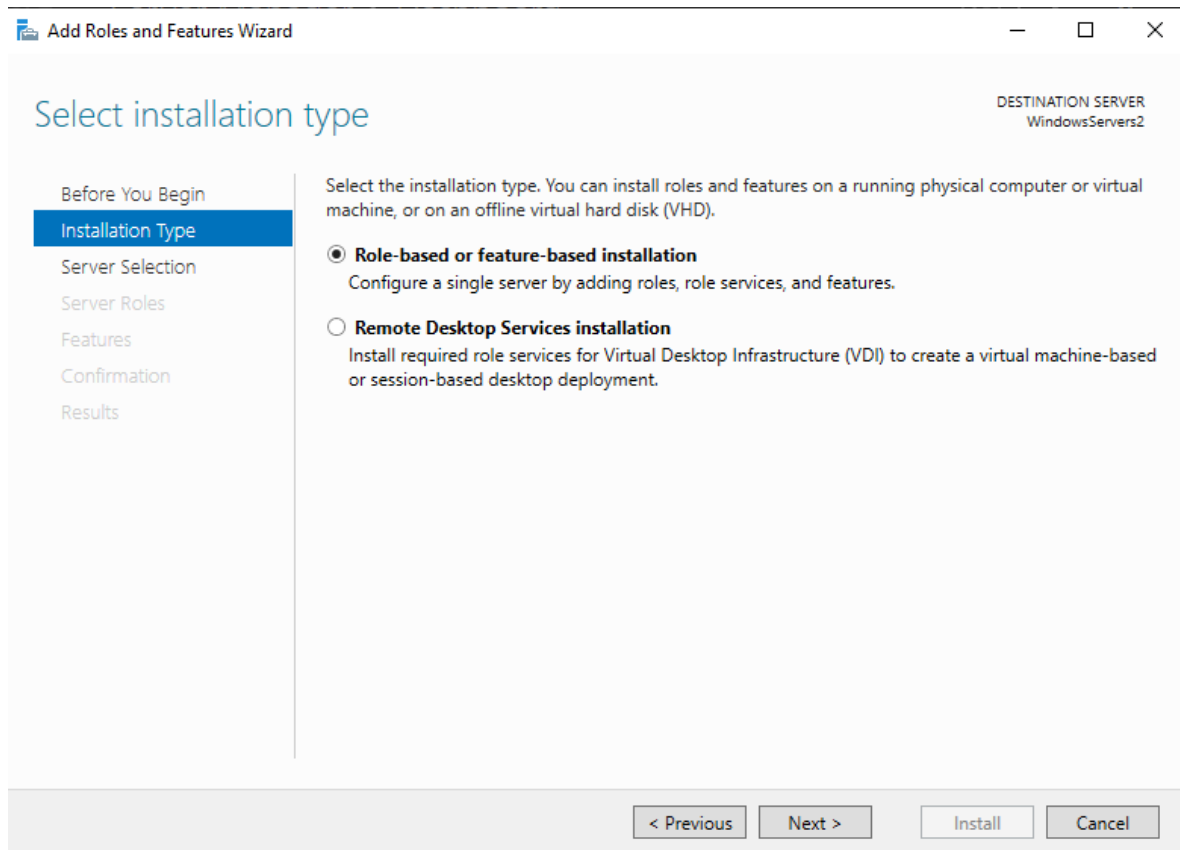 Add Roles and Features Wizard
Select installation type
DESTINATION SERVER
WindowsServers2
Before You Begin
Installation Type
Server Selection
Server Roles
Features
Confirmation
Results
Select the installation type. You can install roles and features on a running physical computer or virtual
machine, or on an offline virtual hard disk (VHD).
Role-based or feature-based installation
Configure a single server by adding roles, role services, and features.
Remote Desktop Services installation
Install required role services for Virtual Desktop Infrastructure (VDI) to create a virtual machine-based
or session-based desktop deployment.
< Previous
Next >
Install
Cancel